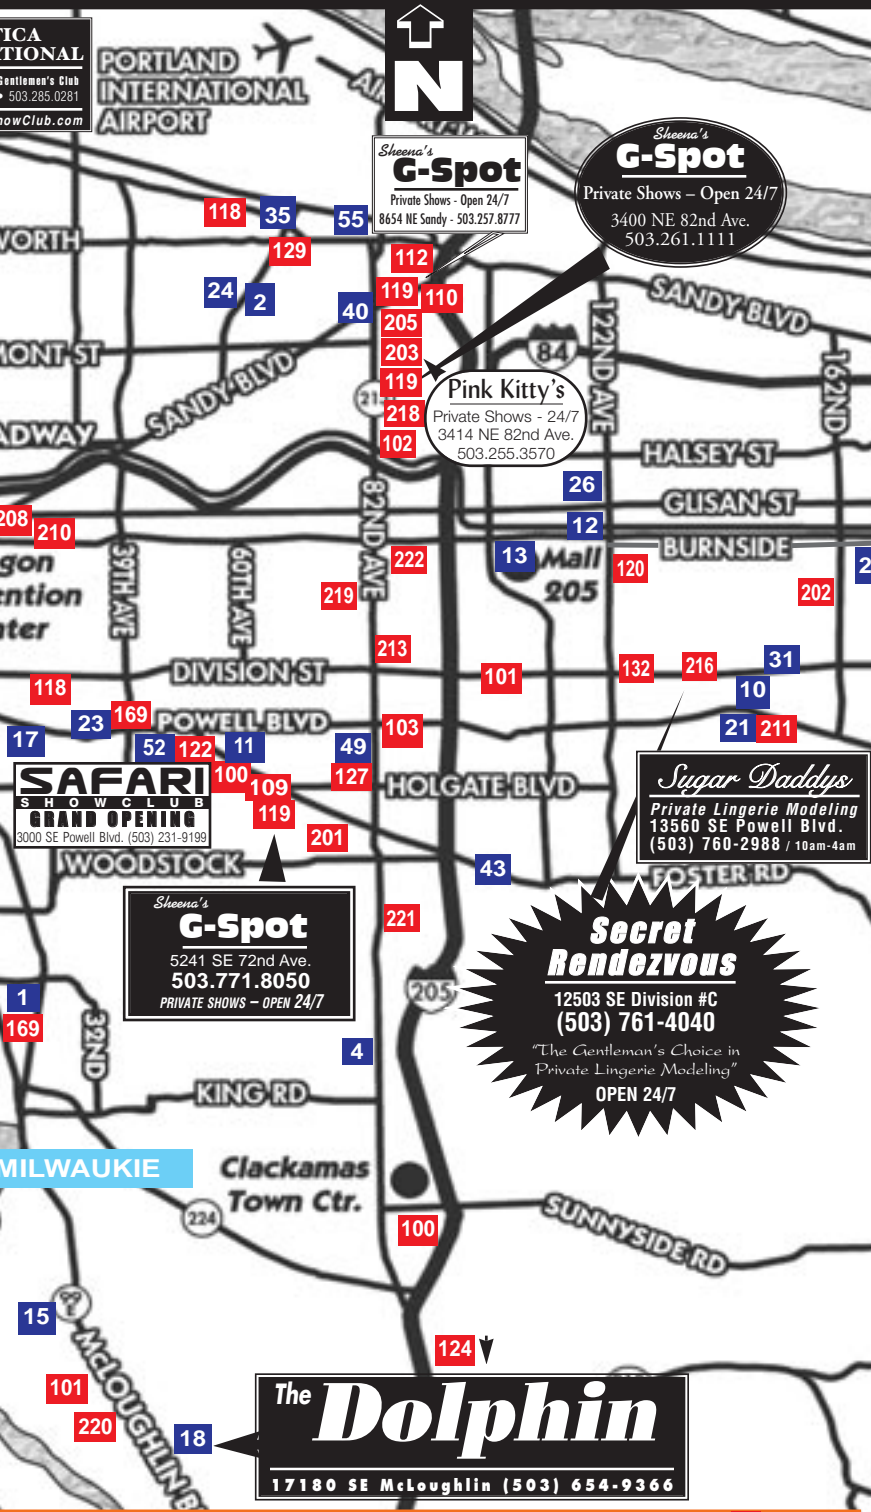 TICA
ATIONAL
Gentlemen's Club
• 503.285.0281
howClub.com
PORTLAND
INTERNATIONAL
AIRPORT
N
Sheena's
G-Spot
Private Shows - Open 24/7
8654 NE Sandy - 503.257.8777
Sheena's
G-Spot
Private Shows – Open 24/7
3400 NE 82nd Ave.
503.261.1111
118
35
55
WORTH
129
112
24
2
40
119
110
205
203
119
218
102
SANDY BLVD
122ND AVE
84
162ND
MONT ST
SANDY BLVD
213
Pink Kitty's
Private Shows - 24/7
3414 NE 82nd Ave.
503.255.3570
ADWAY
HALSEY ST
26
GLISAN ST
12
208
210
82ND AVE
BURNSIDE
13
Mall
205
120
2
202
gon
ention
nter
39TH AVE
60TH AVE
222
219
213
DIVISION ST
101
132
216
31
10
118
23
169
POWELL BLVD
103
21
211
17
52
122
11
49
100
109
127
119
HOLGATE BLVD
SAFARI
SHOWCLUB
GRAND OPENING
3000 SE Powell Blvd. (503) 231-9199
Sugar Daddys
Private Lingerie Modeling
13560 SE Powell Blvd.
(503) 760-2988 / 10am-4am
201
WOODSTOCK
43
FOSTER RD
Sheena's
G-Spot
5241 SE 72nd Ave.
503.771.8050
PRIVATE SHOWS – OPEN 24/7
221
205
Secret
Rendezvous
12503 SE Division #C
(503) 761-4040
"The Gentleman's Choice in
Private Lingerie Modeling"
OPEN 24/7
1
169
32ND
4
KING RD
MILWAUKIE
Clackamas
Town Ctr.
224
100
SUNNYSIDE RD
15
99
E
McLOUGHLIN B
101
220
18
124
The
Dolphin
17180 SE McLoughlin (503) 654-9366